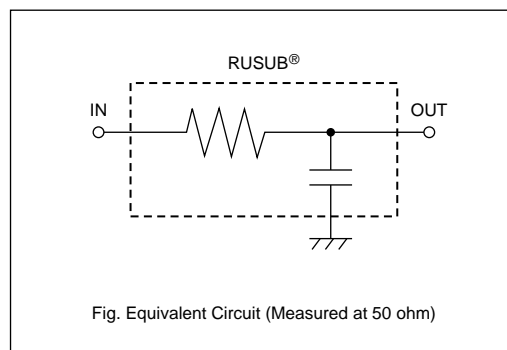 RUSUB®
IN
OUT
Fig. Equivalent Circuit (Measured at 50 ohm)